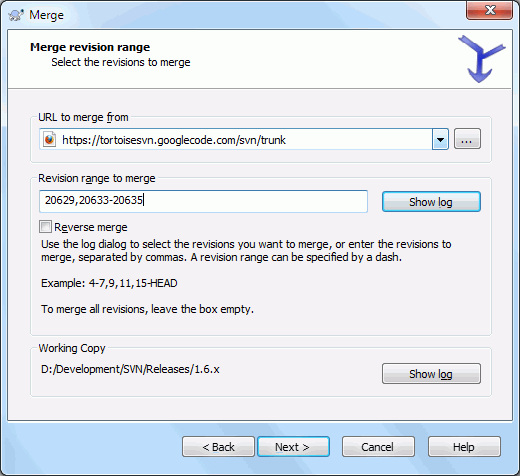 Merge
Merge revision range
Select the revisions to merge
URL to merge from
https://tortoisesvn.googlecode.com/svn/trunk
...
Revision range to merge
20629,20633-20635
Show log
Reverse merge
Use the log dialog to select the revisions you want to merge, or enter the revisions to
merge, separated by commas. A revision range can be specified by a dash.
Example: 4-7,9,11,15-HEAD
To merge all revisions, leave the box empty.
Working Copy
D:/Development/SVN/Releases/1.6.x
Show log
< Back
Next >
Cancel
Help